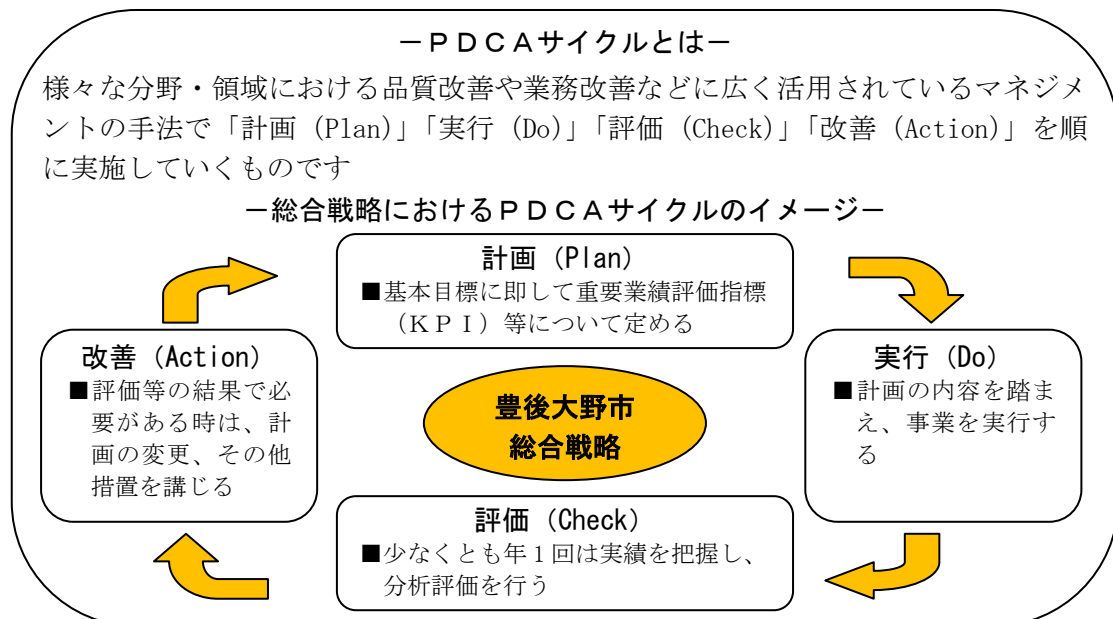 －ＰＤＣＡサイクルとは－
様々な分野・領域における品質改善や業務改善などに広く活用されているマネジメ
ントの手法で「計画（Plan）」「実行（Do）」「評価（Check）」「改善（Action）」を順
に実施していくものです
－総合戦略におけるＰＤＣＡサイクルのイメージ－
計画（Plan）
■基本目標に即して重要業績評価指標
（ＫＰＩ）等について定める
改善（Action）
■評価等の結果で必
要がある時は、計
画の変更、その他
措置を講じる
豊後大野市
総合戦略
実行（Do）
■計画の内容を踏ま
え、事業を実行す
る
評価（Check）
■少なくとも年１回は実績を把握し、
分析評価を行う